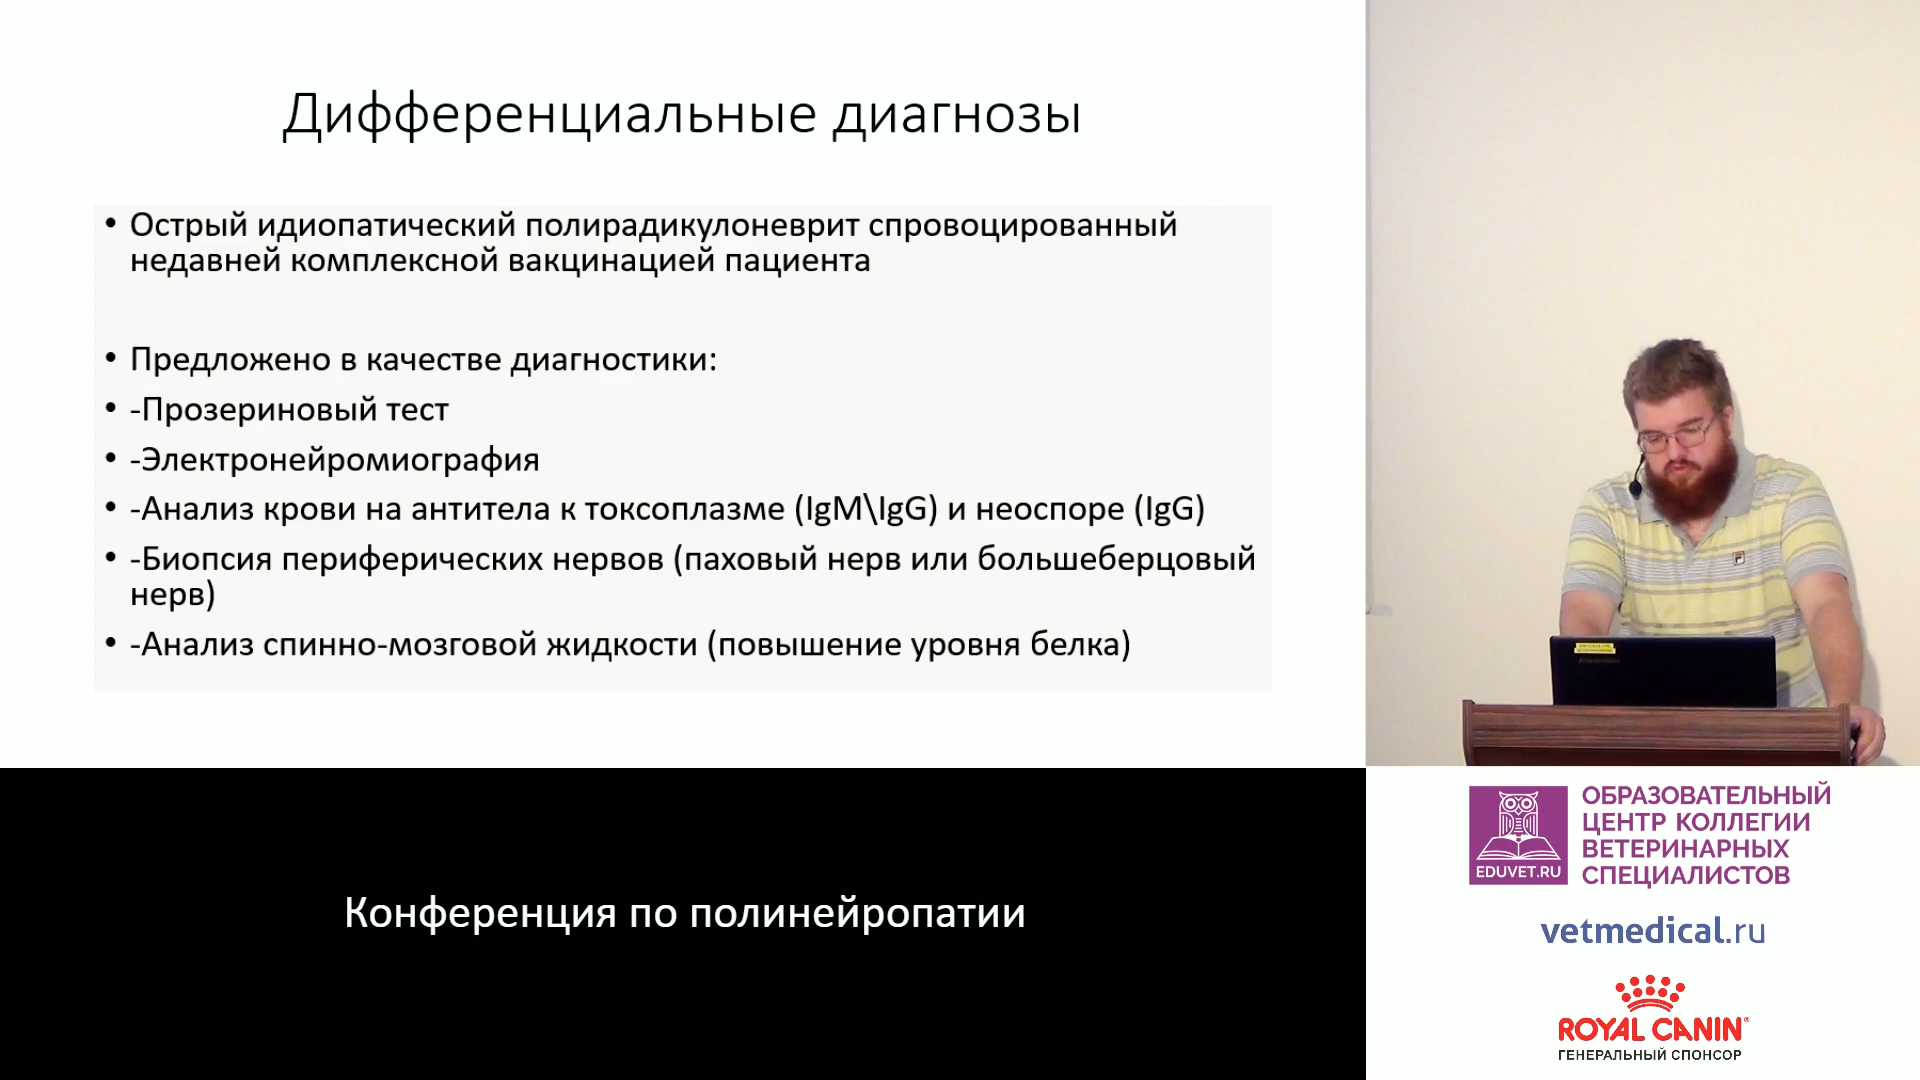 Дифференциальные диагнозы
• Острый идиопатический полирадикулоневрит спровоцированный
недавней комплексной вакцинацией пациента
• Предложено в качестве диагностики:
• -Прозериновый тест
• -Электронейромиография
• -Анализ крови на антитела к токсоплазме (IgM\IgG) и неоспоре (IgG)
• -Биопсия периферических нервов (паховый нерв или большеберцовый
нерв)
• -Анализ спинно-мозговой жидкости (повышение уровня белка)
Конференция по полинейропатии
ОБРАЗОВАТЕЛЬНЫЙ
ЦЕНТР КОЛЛЕГИИ
ВЕТЕРИНАРНЫХ
СПЕЦИАЛИСТОВ
EDUVET.RU
vetmedical.ru
ROYAL CANIN
ГЕНЕРАЛЬНЫЙ СПОНСОР